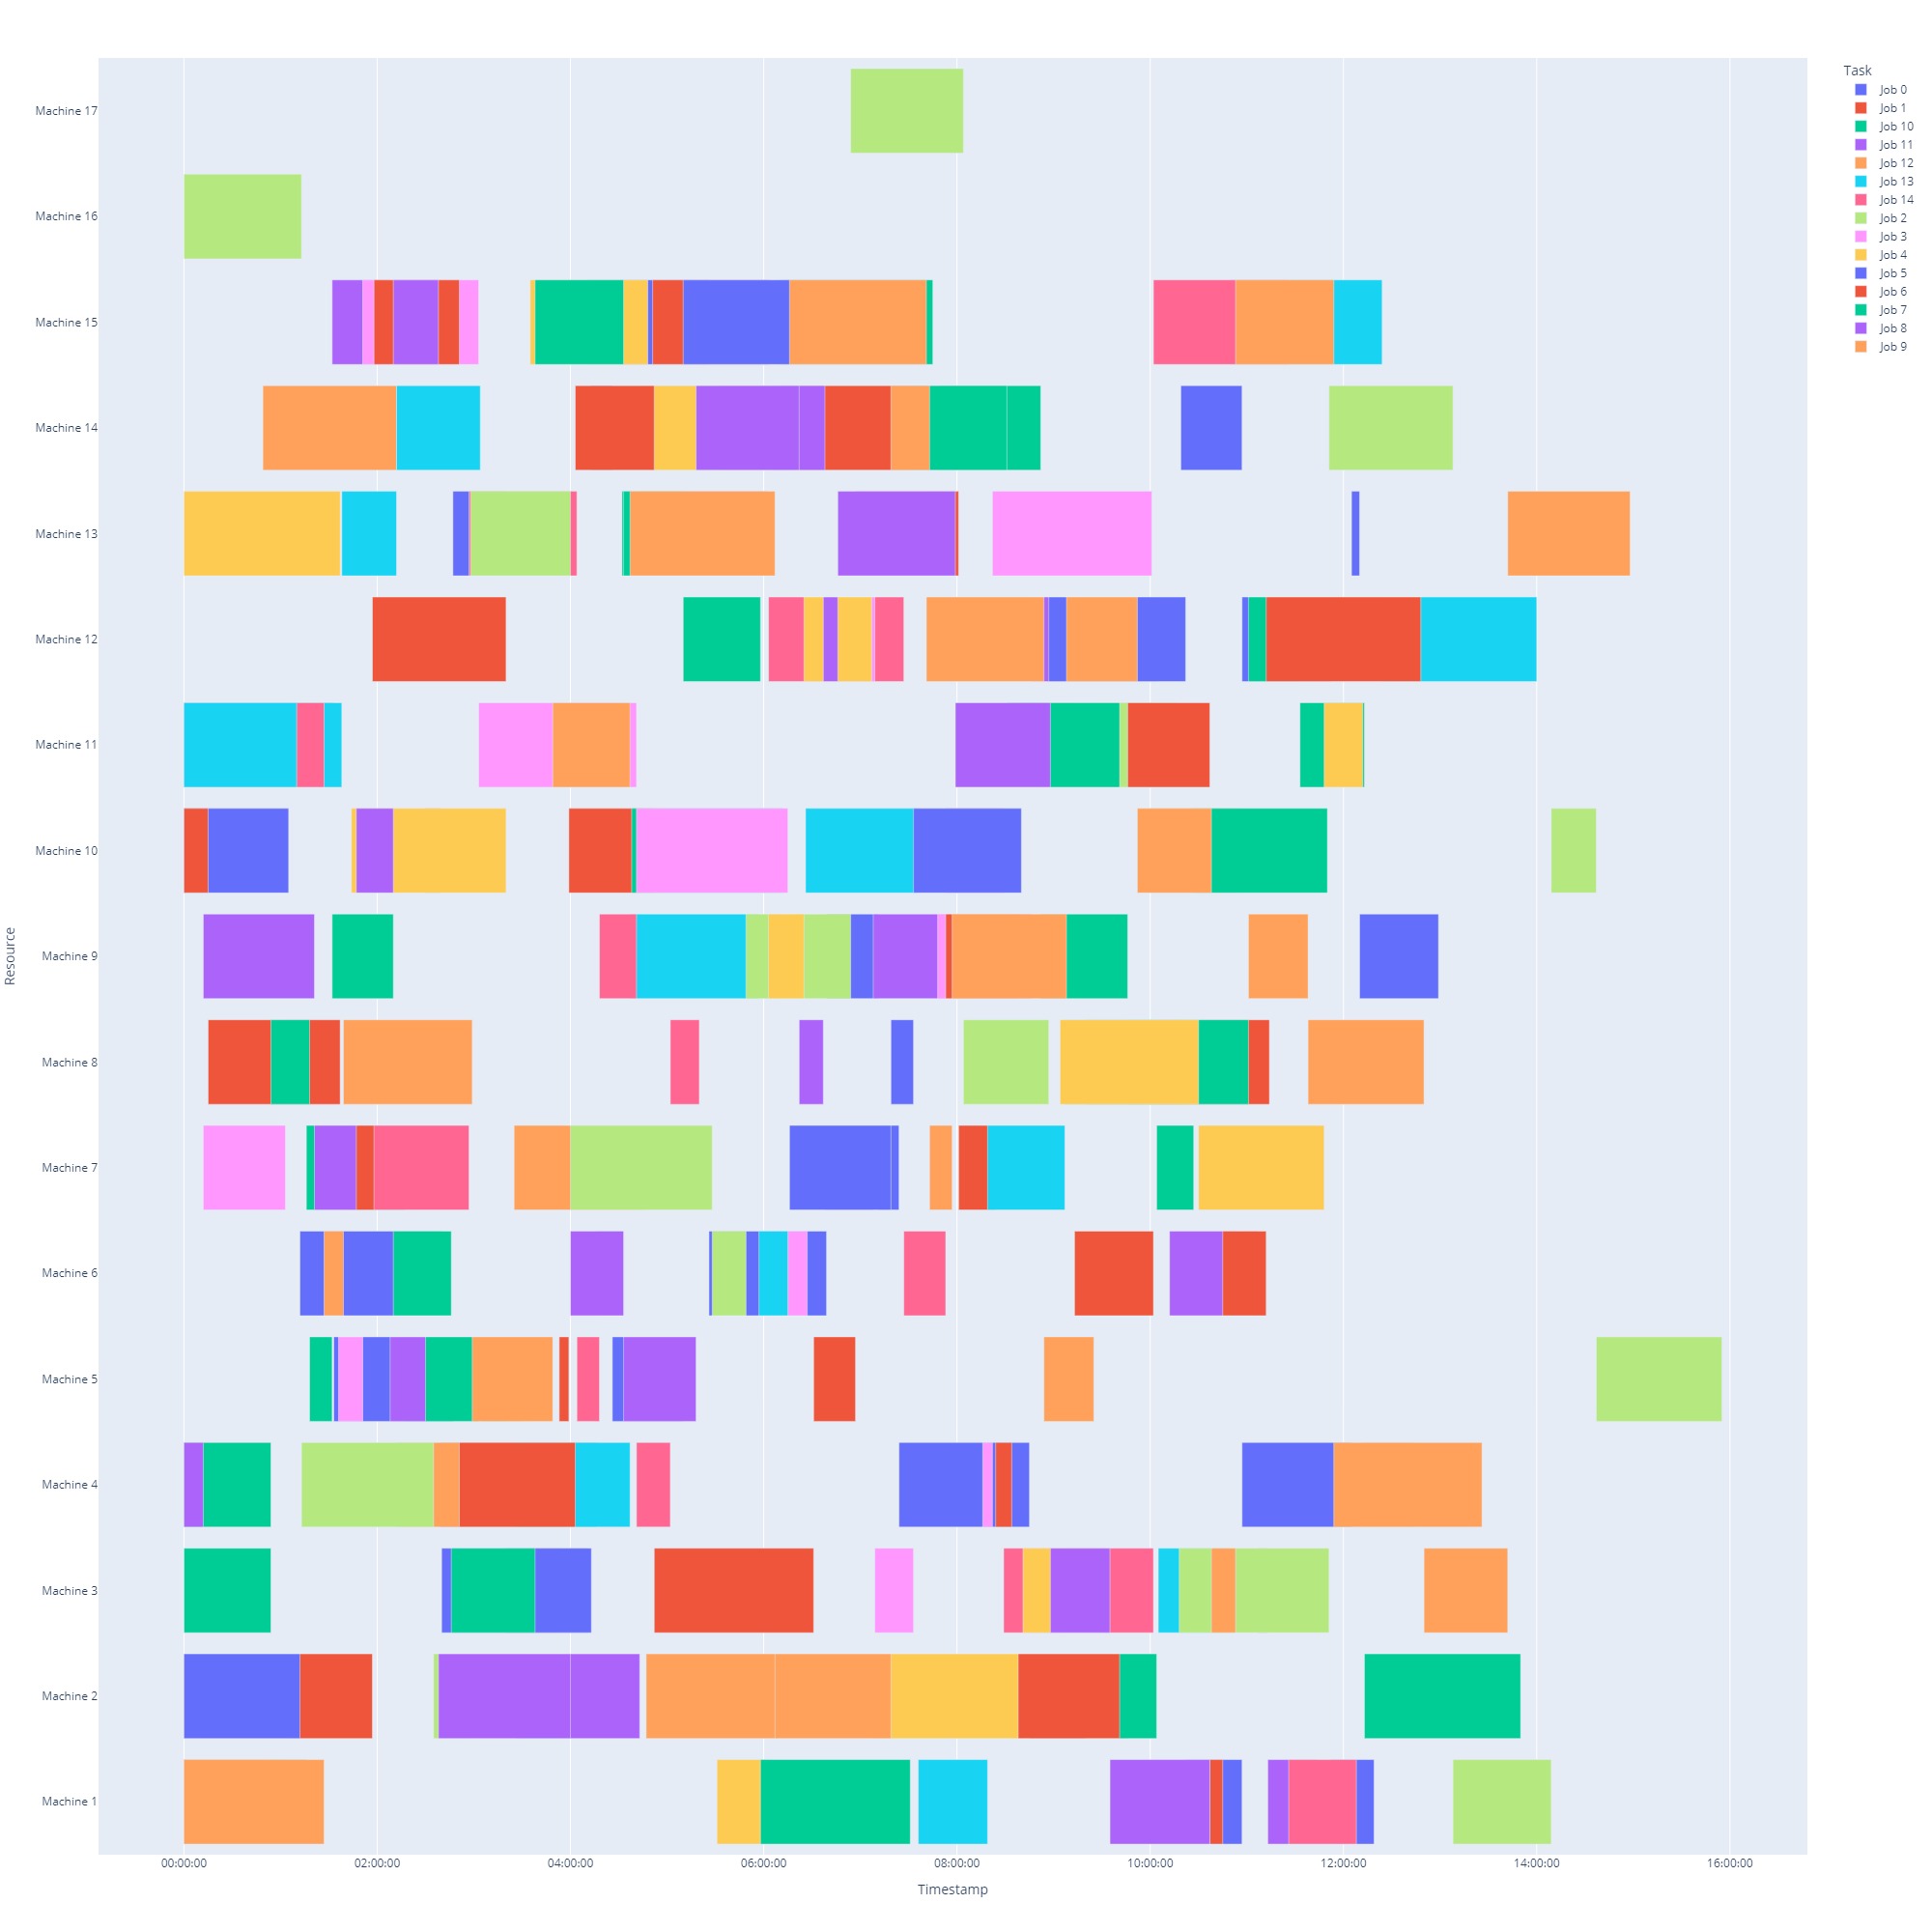 Task
Job 0
Job 1
Job 10
Job 11
Job 12
Job 13
Job 14
Job 2
Job 3
Job 4
Job 5
Job 6
Job 7
Job 8
Job 9
Machine 17
Machine 16
Machine 15
Machine 14
Machine 13
Machine 12
Machine 11
Machine 10
Machine 9
Machine 8
Machine 7
Machine 6
Machine 5
Machine 4
Machine 3
Machine 2
Machine 1
Resource
00:00:00 02:00:00 04:00:00 06:00:00 08:00:00 10:00:00 12:00:00 14:00:00 16:00:00
Timestamp